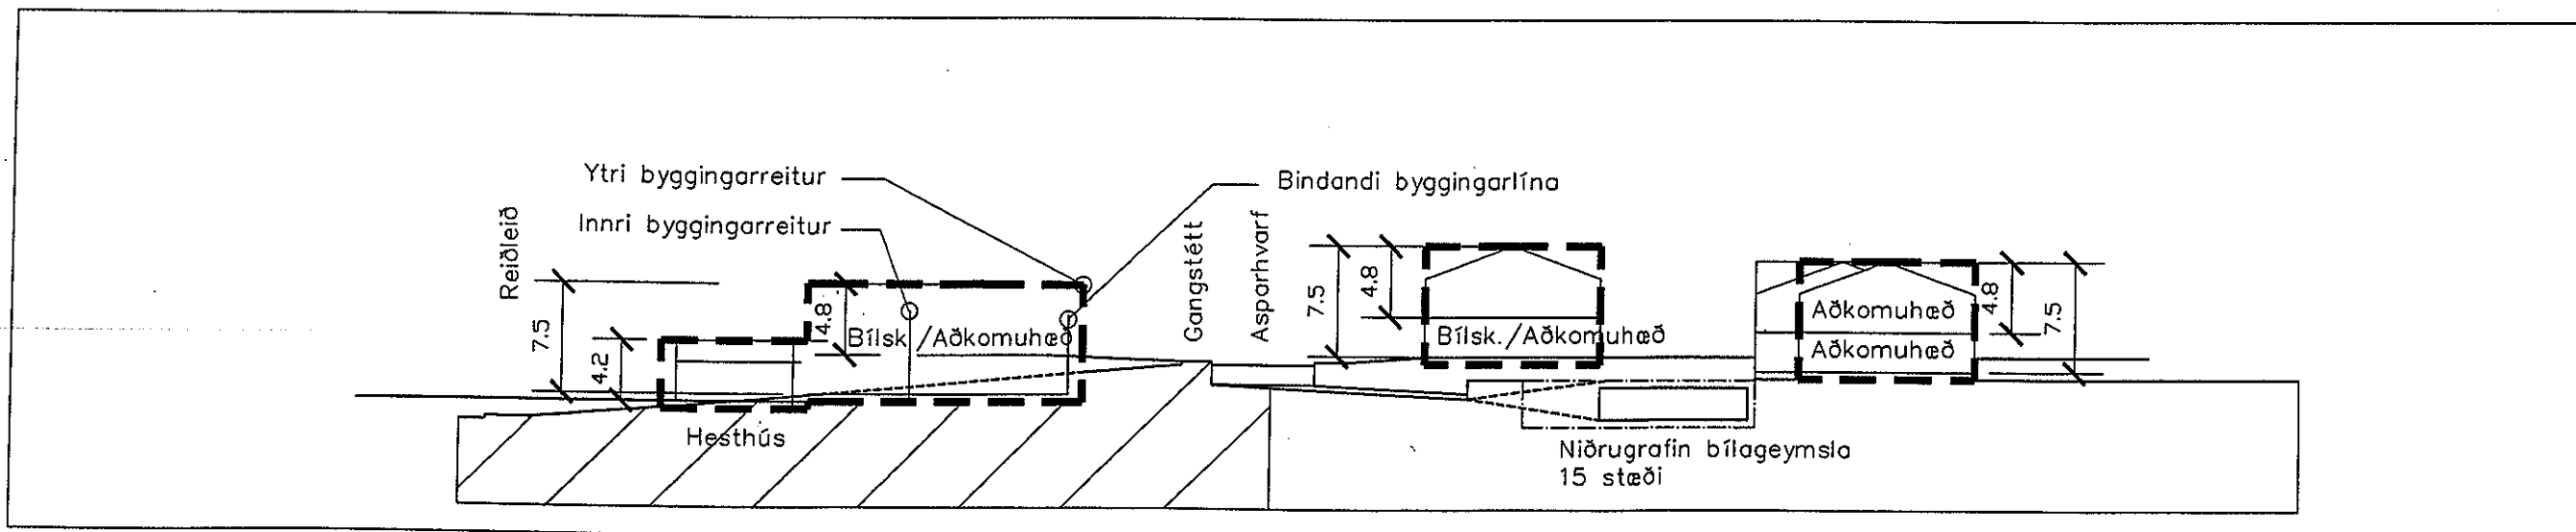 Ytri byggingarreitur
Innri byggingarreitur
Bindandi byggingarlína
Reiðleið
Gangstétt
Asparhvarf
7.5
4.2
4.8
Bílsk./Aðkomuhæð
7.5
4.8
Bílsk./Aðkomuhæð
Aðkomuhæð
Aðkomuhæð
4.8
7.5
Hesthús
Niðrugrafin bílageymsla
15 stæði